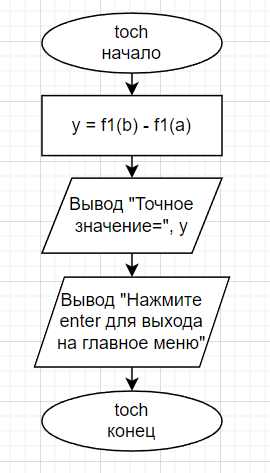 toch
начало
y = f1(b) - f1(a)
Вывод "Точное
значение=", y
Вывод "Нажмите
enter для выхода
на главное меню"
toch
конец